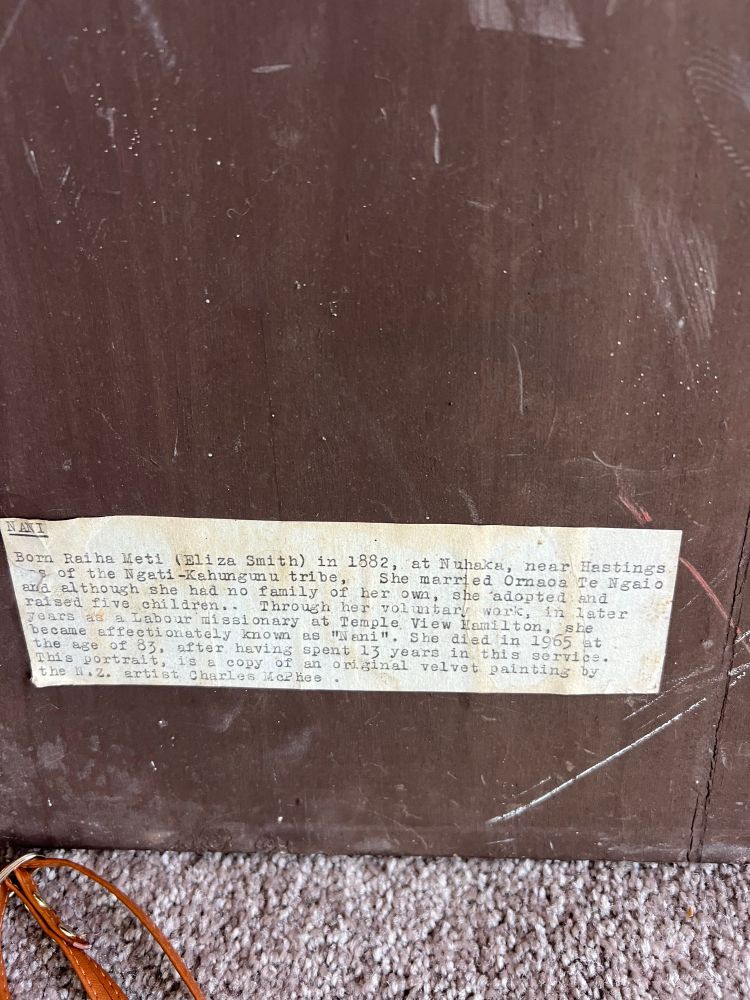 NANI
Born Raiha Meti (Eliza Smith) in 1882, at Nuhaka, near Hastings
of the Ngati-Kahungunu tribe, She married Ornaoa Te Ngaio
and although she had no family of her own, she adopted and
raised five children.. Through her voluntary work, in later
years as a Labour missionary at Temple View Hamilton, she
became affectionately known as "Nani". She died in 1965 at
the age of 83, after having spent 13 years in this service.
This portrait, is a copy of an original velvet painting by
the N.Z. artist Charles McPhee .